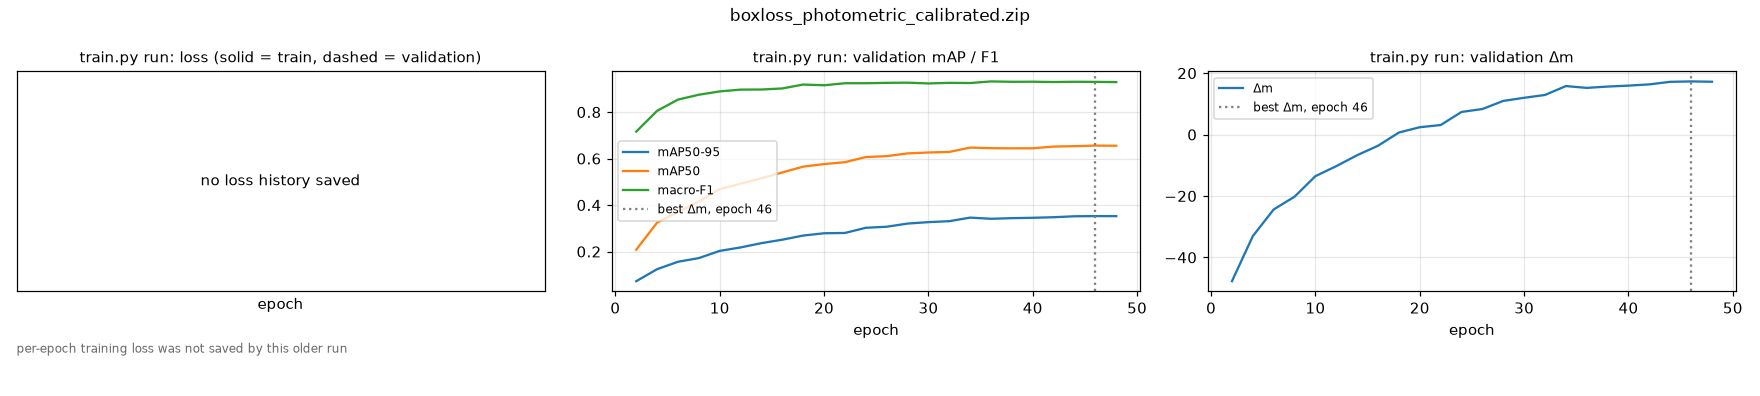 boxloss_photometric_calibrated.zip
train.py run: loss (solid = train, dashed = validation)
no loss history saved
epoch
per-epoch training loss was not saved by this older run
train.py run: validation mAP / F1
0.8
0.6
0.4
0.2
mAP50-95
mAP50
macro-F1
best Δm, epoch 46
0 10 20 30 40 50
epoch
train.py run: validation Δm
20
0
−20
−40
Δm
best Δm, epoch 46
0 10 20 30 40 50
epoch